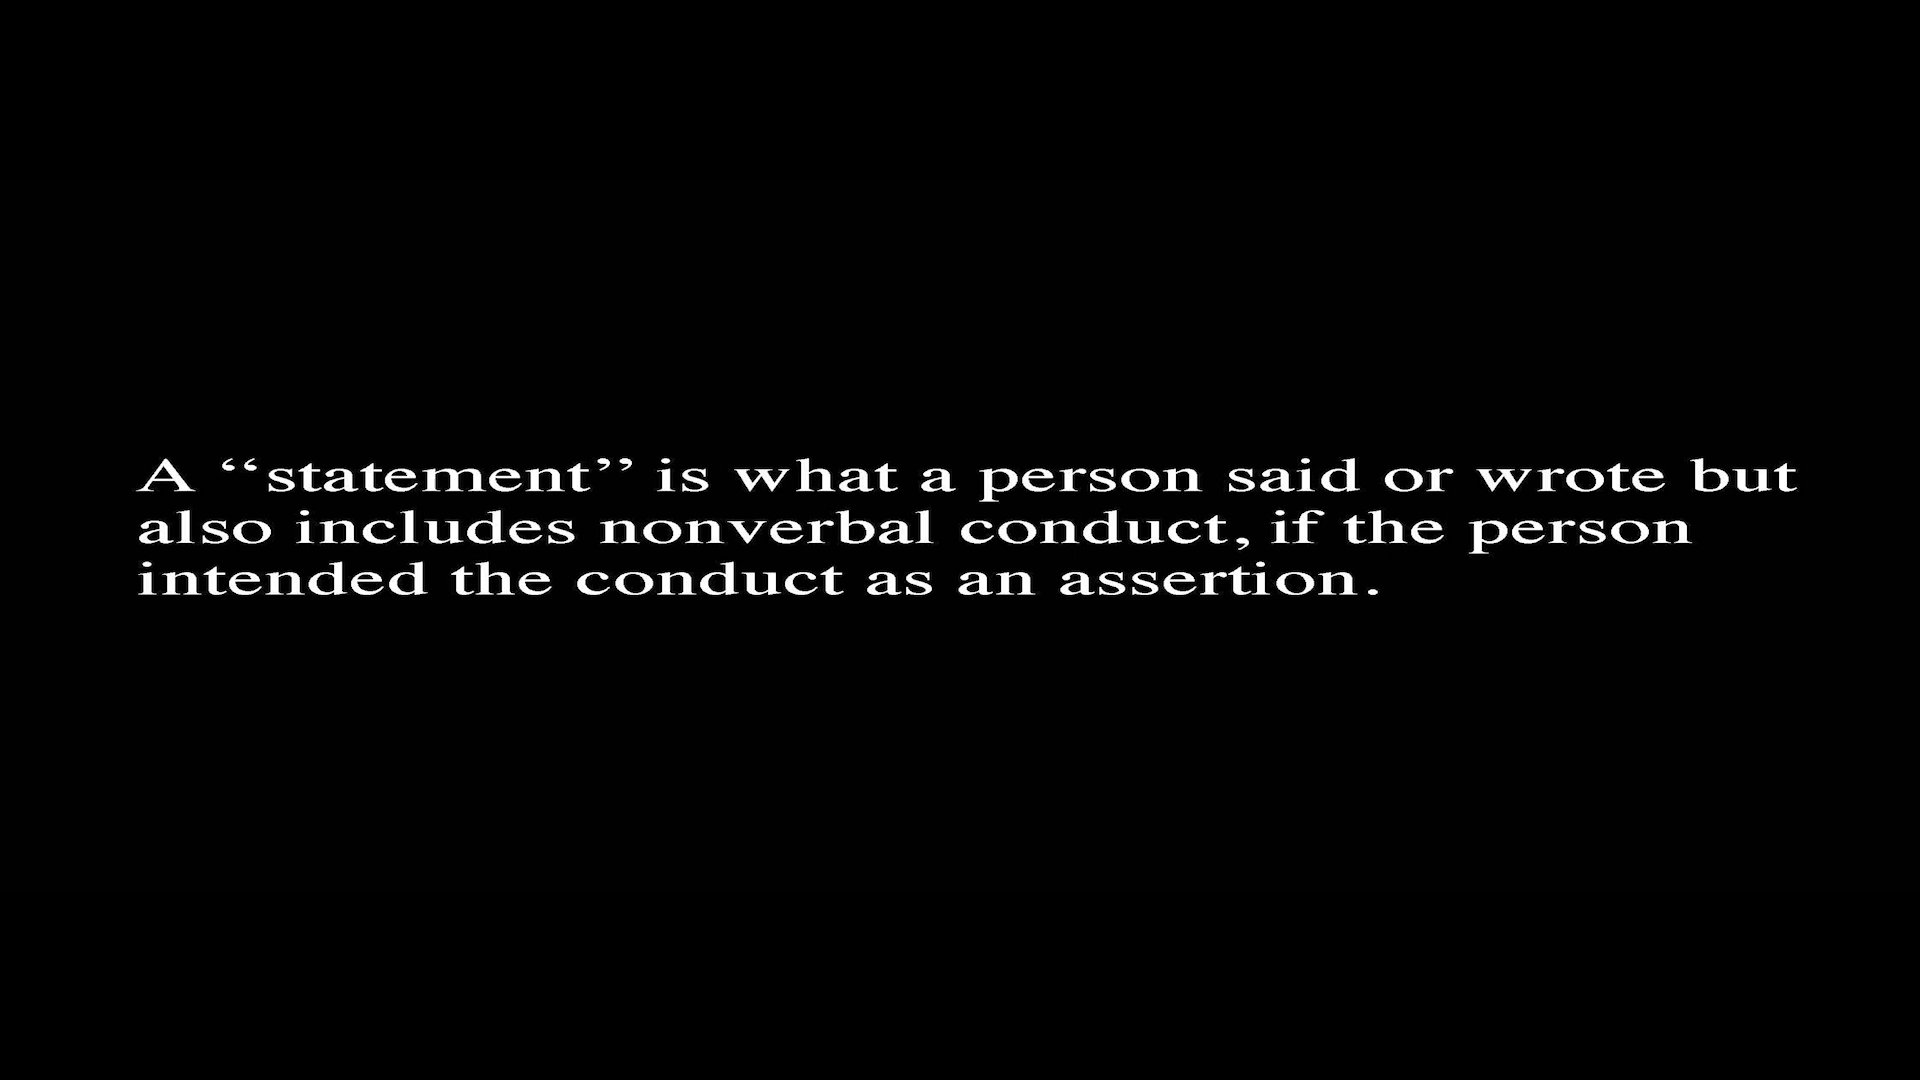 A ‘‘statement’’ is what a person said or wrote but
also includes nonverbal conduct, if the person
intended the conduct as an assertion.